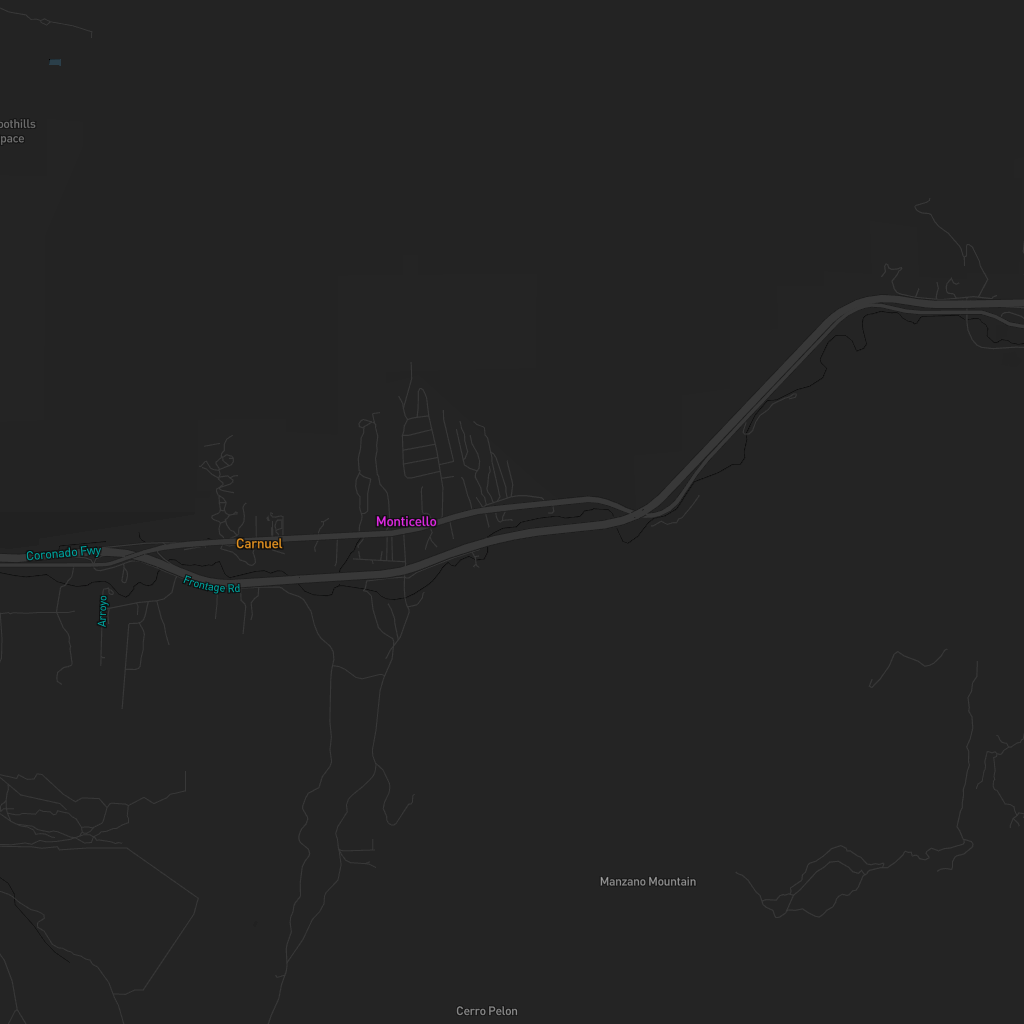 oothills
pace
Monticello
Carnuel
Coronado Fwy
Frontage Rd
Arroyo
Manzano Mountain
Cerro Pelon